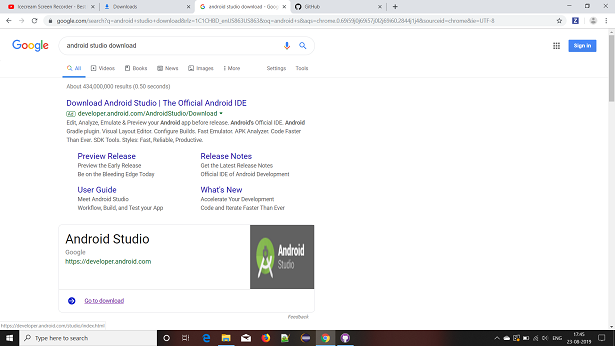 Icecream Screen Recorder - Bes
Downloads
android studio download - Goo
GitHub
google.com/search?q=android+studio+download&rlz=1C1CHBD_enUS863US863&oq=android+s&aqs=chrome.0.69i59j0j69i57j0l2j69i60.2844j1j4&sourceid=chrome&ie=UTF-8
Google
android studio download
Sign in
All Videos Books News Images More Settings Tools
About 434,000,000 results (0.50 seconds)
Download Android Studio | The Official Android IDE
Ad developer.android.com/AndroidStudio/Download
Edit, Analyze, Emulate & Preview your Android app before release. Android's Official IDE. Android
Gradle plugin. Visual Layout Editor. Configure Builds. Fast Emulator. APK Analyzer. Code Faster
Than Ever. SDK Tools. Styles: Fast, Reliable, Productive.
Preview Release
Preview the Early Release
Be on the Bleeding Edge Today
Release Notes
Get the Latest Release Notes
Official IDE of Android Development
User Guide
Meet Android Studio
Workflow, Build, and Test your App
What's New
Accelerate Your Development
Code and Iterate Faster Than Ever
Android Studio
Google
https://developer.android.com
Android
Studio
Go to download
Feedback
https://developer.android.com/studio/index.html
Type here to search
ENG
17:45
23-08-2019